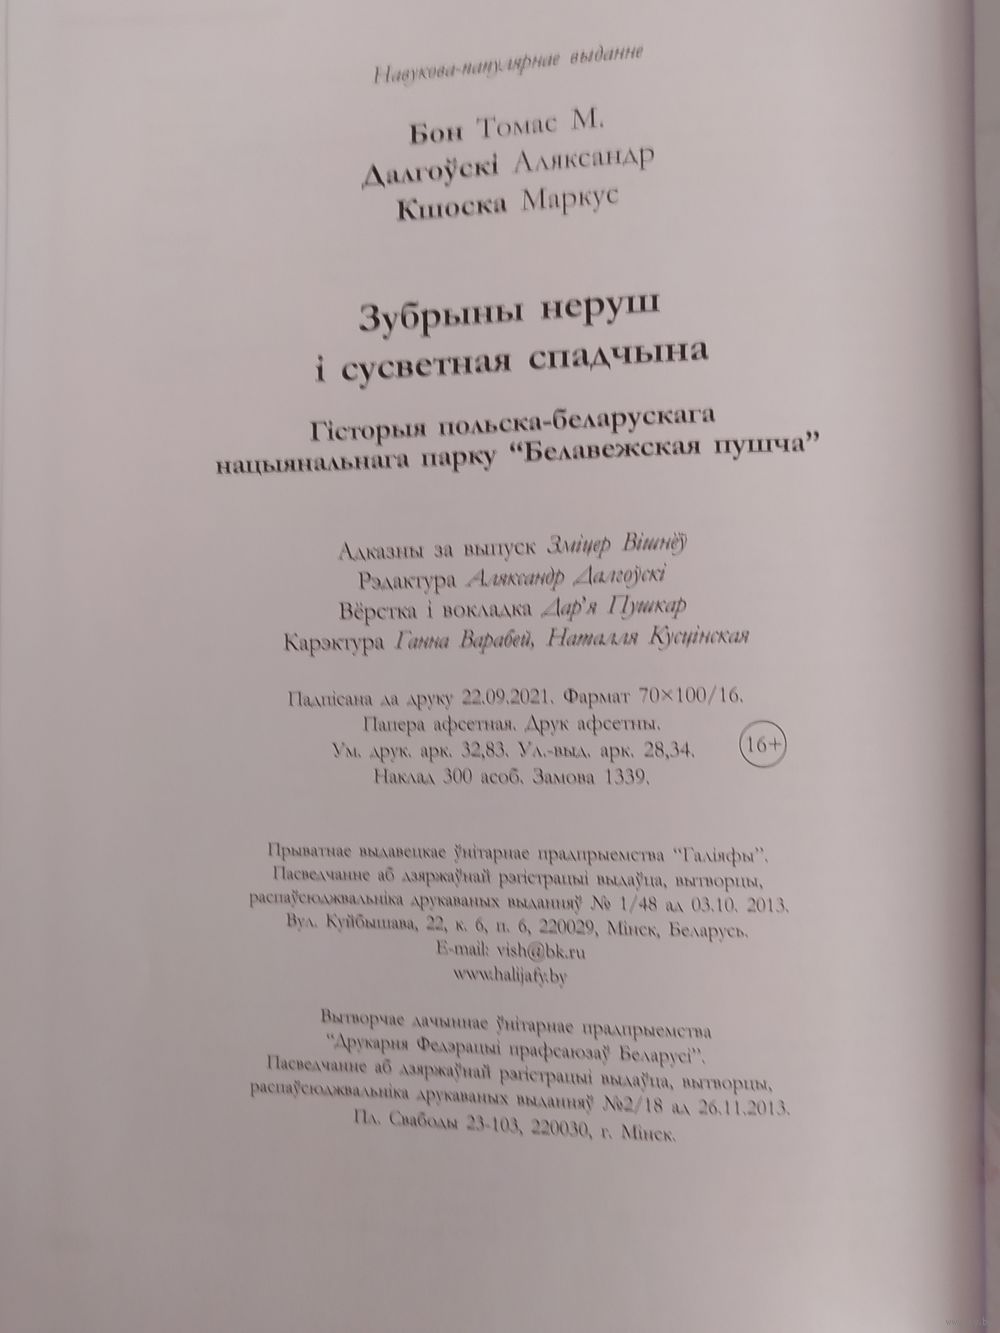 Навукова-папулярнае выданне
Бон Томас М.
Далгоўскі Аляксандр
Кшоска Маркус
Зубрыны неруш
і сусветная спадчына
Гісторыя польска-беларускага
нацыянальнага парку “Белавежская пушча”
Адказны за выпуск Зміцер Вішнёў
Рэдактура Аляксандр Далгоўскі
Вёрстка і вокладка Дар’я Пушкар
Карэктура Ганна Варабей, Наталля Кусцінская
Падпісана да друку 22.09.2021. Фармат 70×100/16.
Папера афсетная. Друк афсетны.
Ум. друк. арк. 32,83. Ул.-выд. арк. 28,34.
16+
Наклад 300 асоб. Замова 1339.
Прыватнае выдавецкае ўнітарнае прадпрыемства “Галіяфы”.
Пасведчанне аб дзяржаўнай рэгістрацыі выдаўца, вытворцы,
распаўсюджвальніка друкаваных выданняў № 1/48 ад 03.10. 2013.
Вул. Куйбышава, 22, к. 6, п. 6, 220029, Мінск, Беларусь.
E-mail: vish@bk.ru
www.halijafy.by
Вытворчае даччыннае ўнітарнае прадпрыемства
“Друкарня Федэрацыі прафсаюзаў Беларусі”.
Пасведчанне аб дзяржаўнай рэгістрацыі выдаўца, вытворцы,
распаўсюджвальніка друкаваных выданняў №2/18 ад 26.11.2013.
Пл. Свабоды 23-103, 220030, г. Мінск.